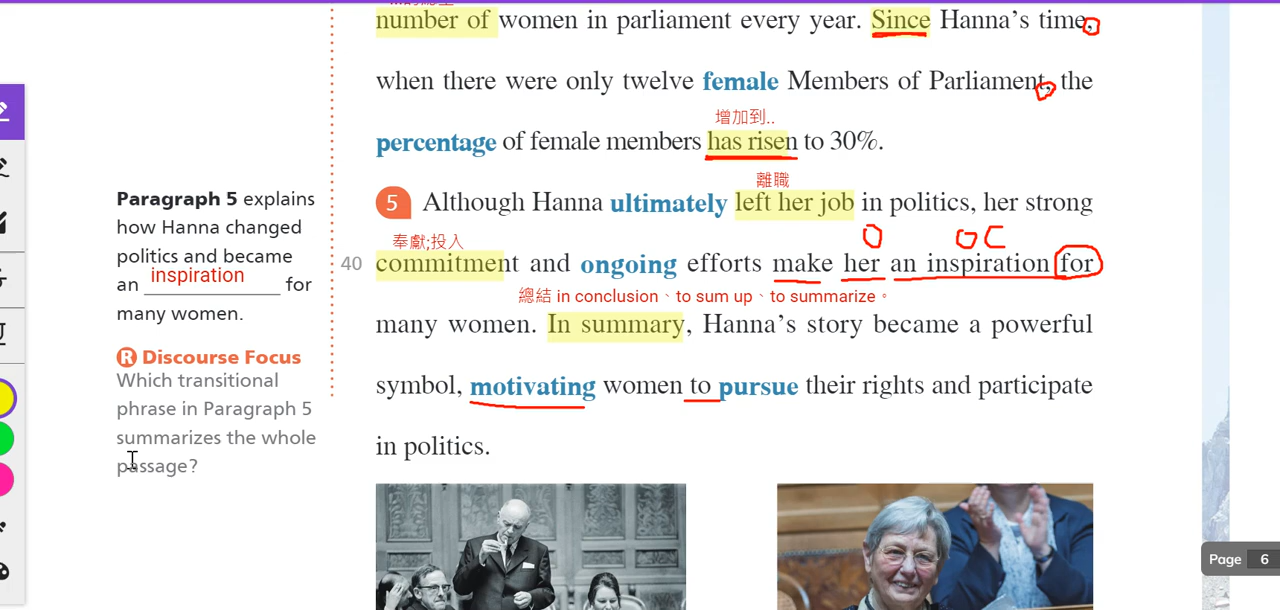 number of women in parliament every year. Since Hanna's time,
when there were only twelve female Members of Parliament, the
增加到..
percentage of female members has risen to 30%.
離職
5 Although Hanna ultimately left her job in politics, her strong
奉獻;投入
O O C
40 commitment and ongoing efforts make her an inspiration for
總結 in conclusion、to sum up、to summarize。
many women. In summary, Hanna's story became a powerful
symbol, motivating women to pursue their rights and participate
in politics.
Paragraph 5 explains
how Hanna changed
politics and became
an inspiration for
many women.
R Discourse Focus
Which transitional
phrase in Paragraph 5
summarizes the whole
passage?
Page 6